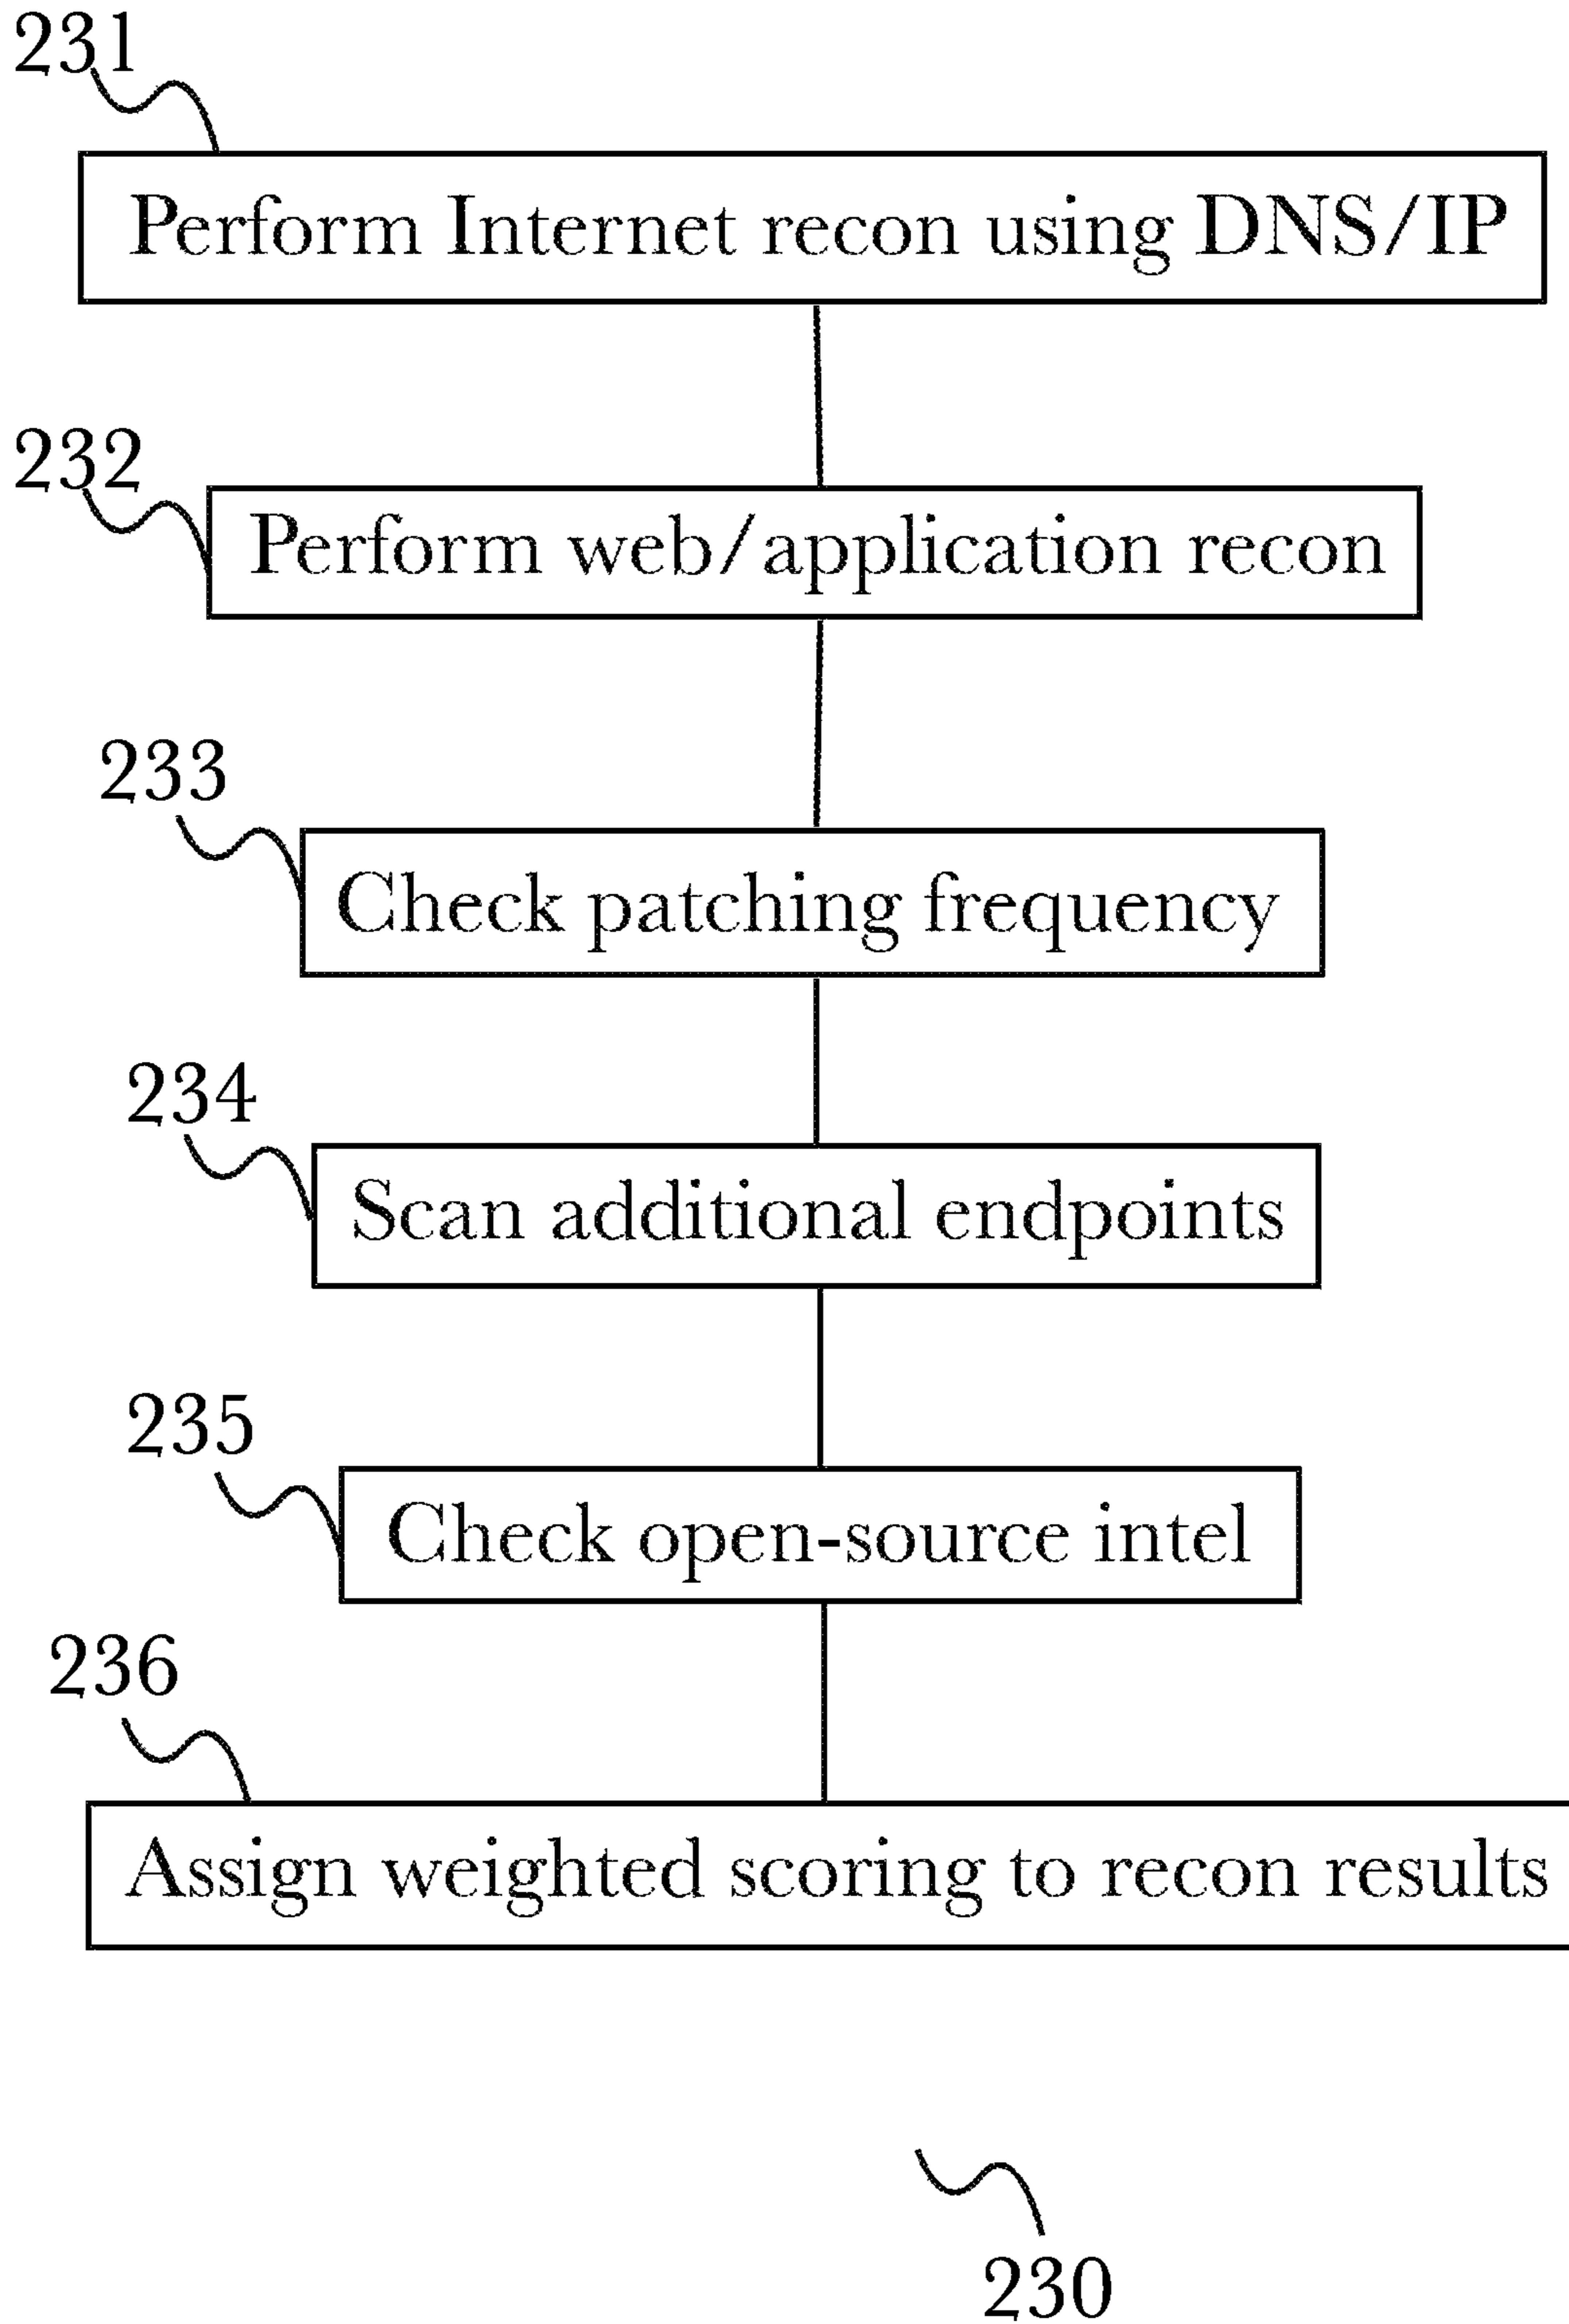 231
Perform Internet recon using DNS/IP
232
Perform web/application recon
233
Check patching frequency
234
Scan additional endpoints
235
Check open-source intel
236
Assign weighted scoring to recon results
230